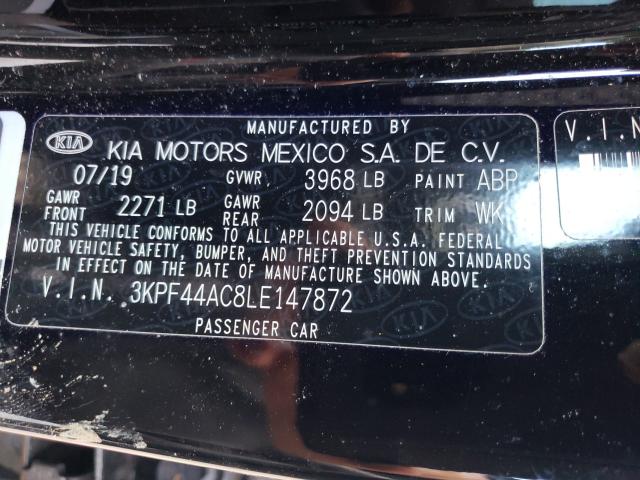 MANUFACTURED BY
KIA KIA MOTORS MEXICO S.A. DE C.V.
07/19 GVWR 3968 LB PAINT ABP
GAWR FRONT 2271 LB GAWR REAR 2094 LB TRIM WK
THIS VEHICLE CONFORMS TO ALL APPLICABLE U.S.A. FEDERAL
MOTOR VEHICLE SAFETY, BUMPER, AND THEFT PREVENTION STANDARDS
IN EFFECT ON THE DATE OF MANUFACTURE SHOWN ABOVE.
V.I.N. 3KPF44AC8LE147872
PASSENGER CAR
V.I.N